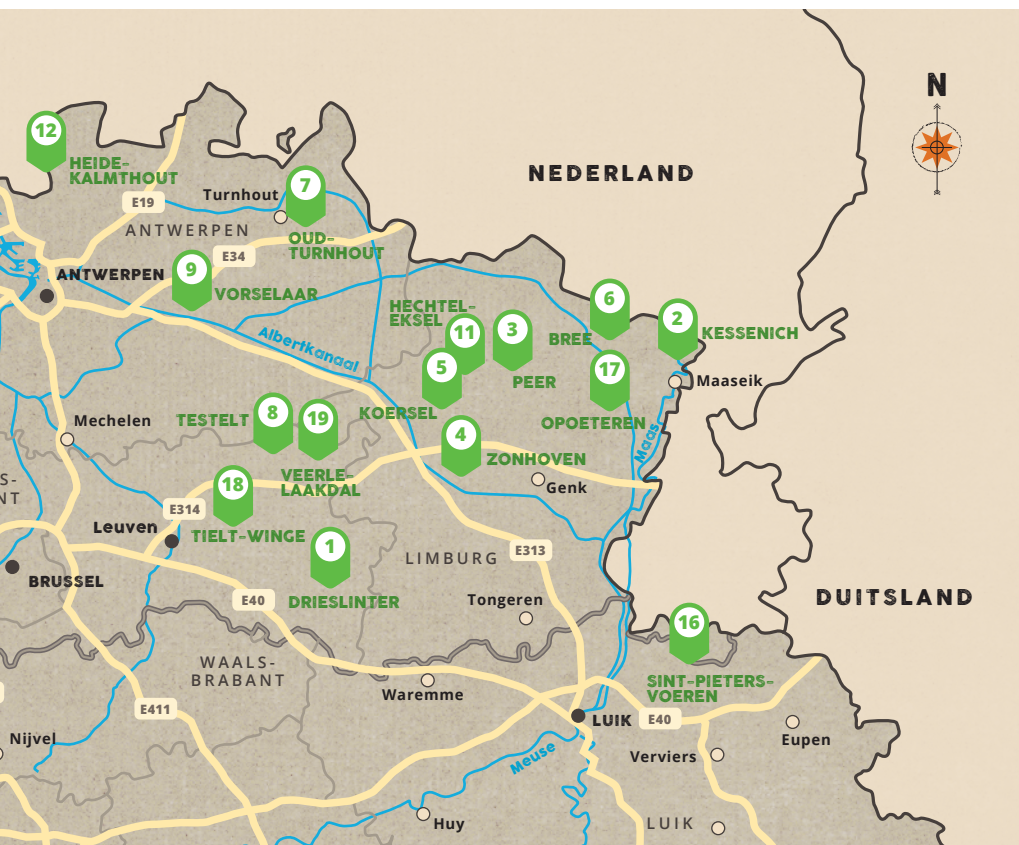 N
12
HEIDE-
KALMTHOUT
NEDERLAND
7
Turnhout
E19
ANTWERPEN
OUD-
TURNHOUT
E34
9
ANTWERPEN
VORSELAAR
HECHTEL-
EKSEL
6
2
11
3
BREE
KESSENICH
Albertkanaal
5
17
PEER
Maaseik
8
19
KOERSEL
TESTELT
OPOETEREN
Mechelen
4
Maas
ZONHOVEN
VEERLE-
LAAKDAL
S-
NT
18
Genk
E314
Leuven
TIELT-WINGE
1
LIMBURG
E313
BRUSSEL
E40
DRIESLINTER
Tongeren
DUITSLAND
16
WAALS-
BRABANT
Waremme
SINT-PIETERS-
VOEREN
E411
LUIK
E40
Nijvel
Eupen
Meuse
Verviers
Huy
LUIK